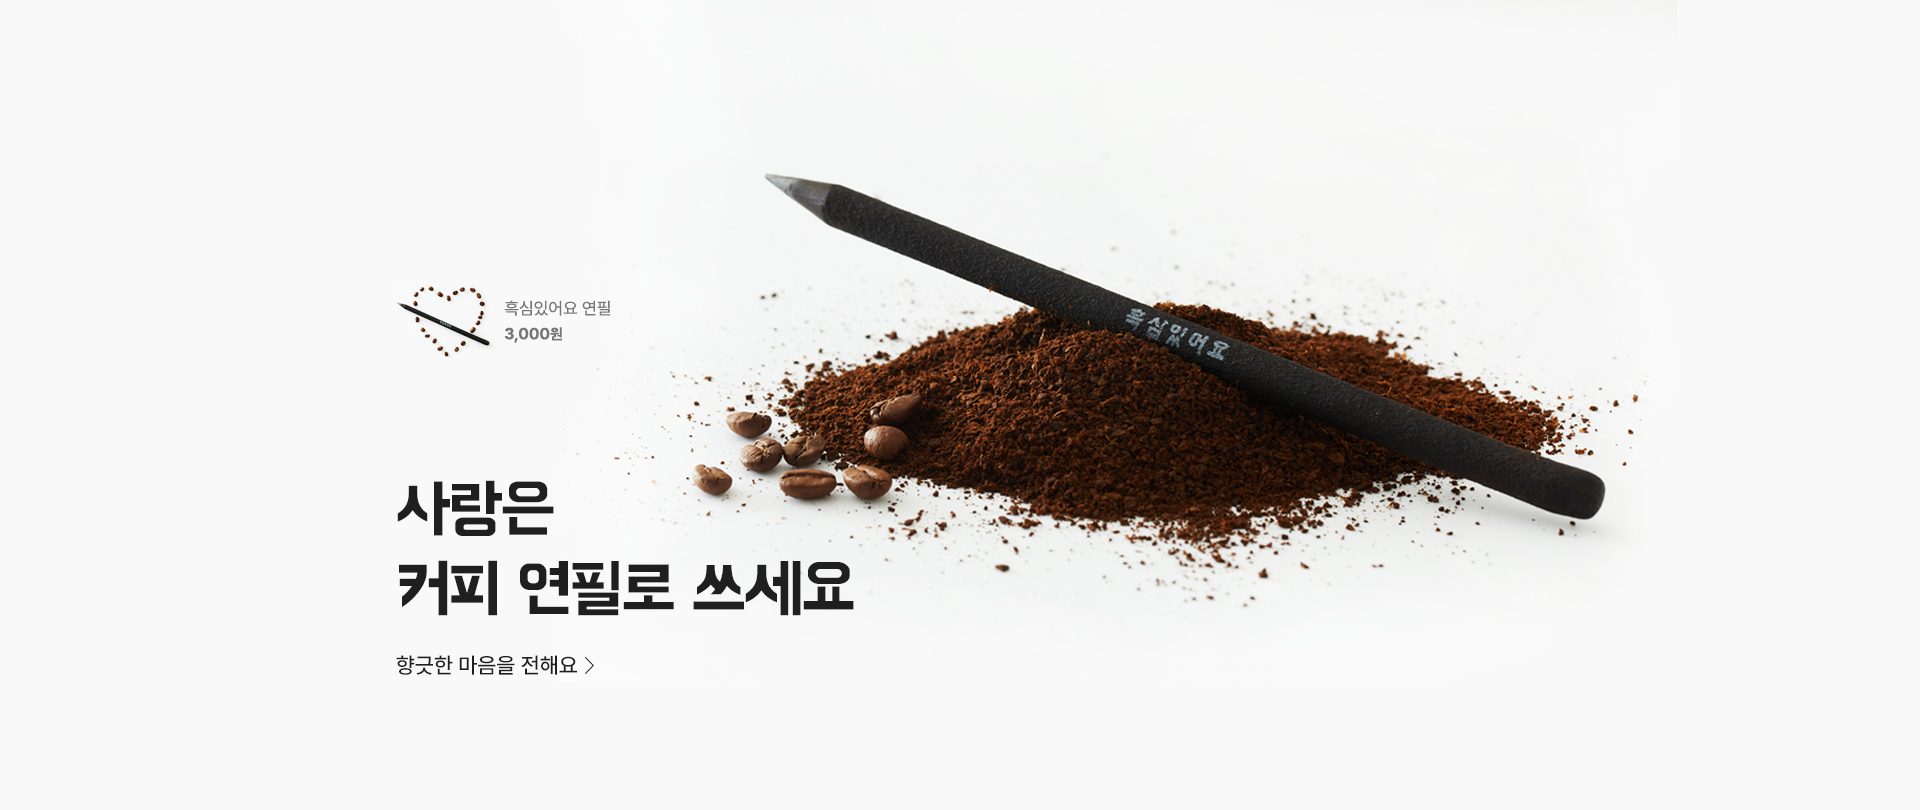 흑심있어요 연필
3,000원
흑심있어요
사랑은
커피 연필로 쓰세요
향긋한 마음을 전해요 >